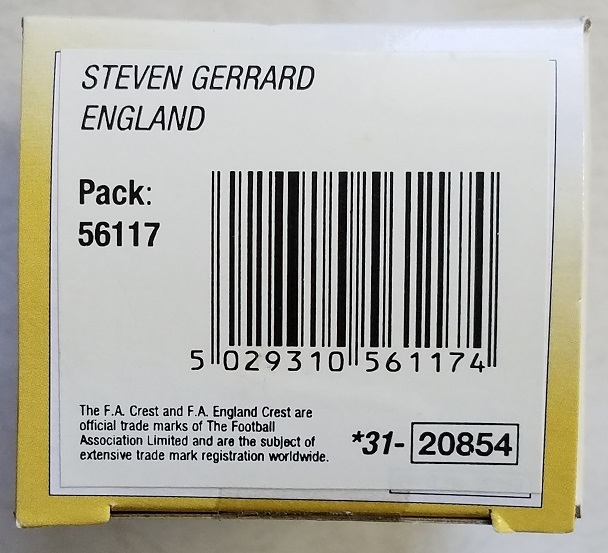 STEVEN GERRARD
ENGLAND
Pack:
56117
5 029310 561174
The F.A. Crest and F.A. England Crest are
official trade marks of The Football
Association Limited and are the subject of
extensive trade mark registration worldwide.
*31- 20854